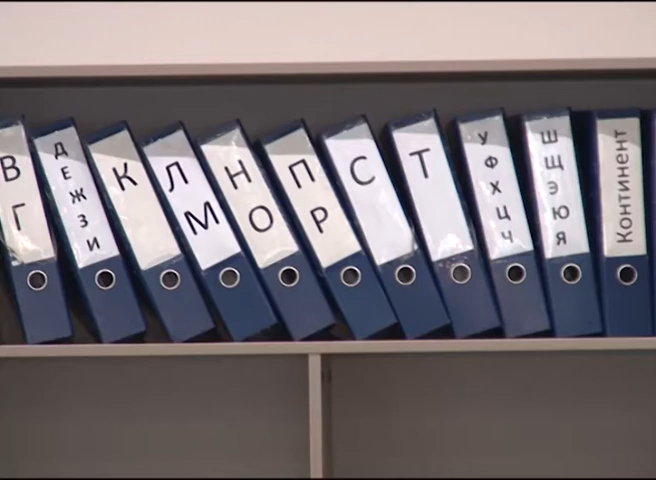 В
Г
Д
Е
Ж
З
И
К
Л
М
Н
О
П
Р
С
Т
У
Ф
Х
Ц
Ч
Ш
Щ
Э
Ю
Я
Континент